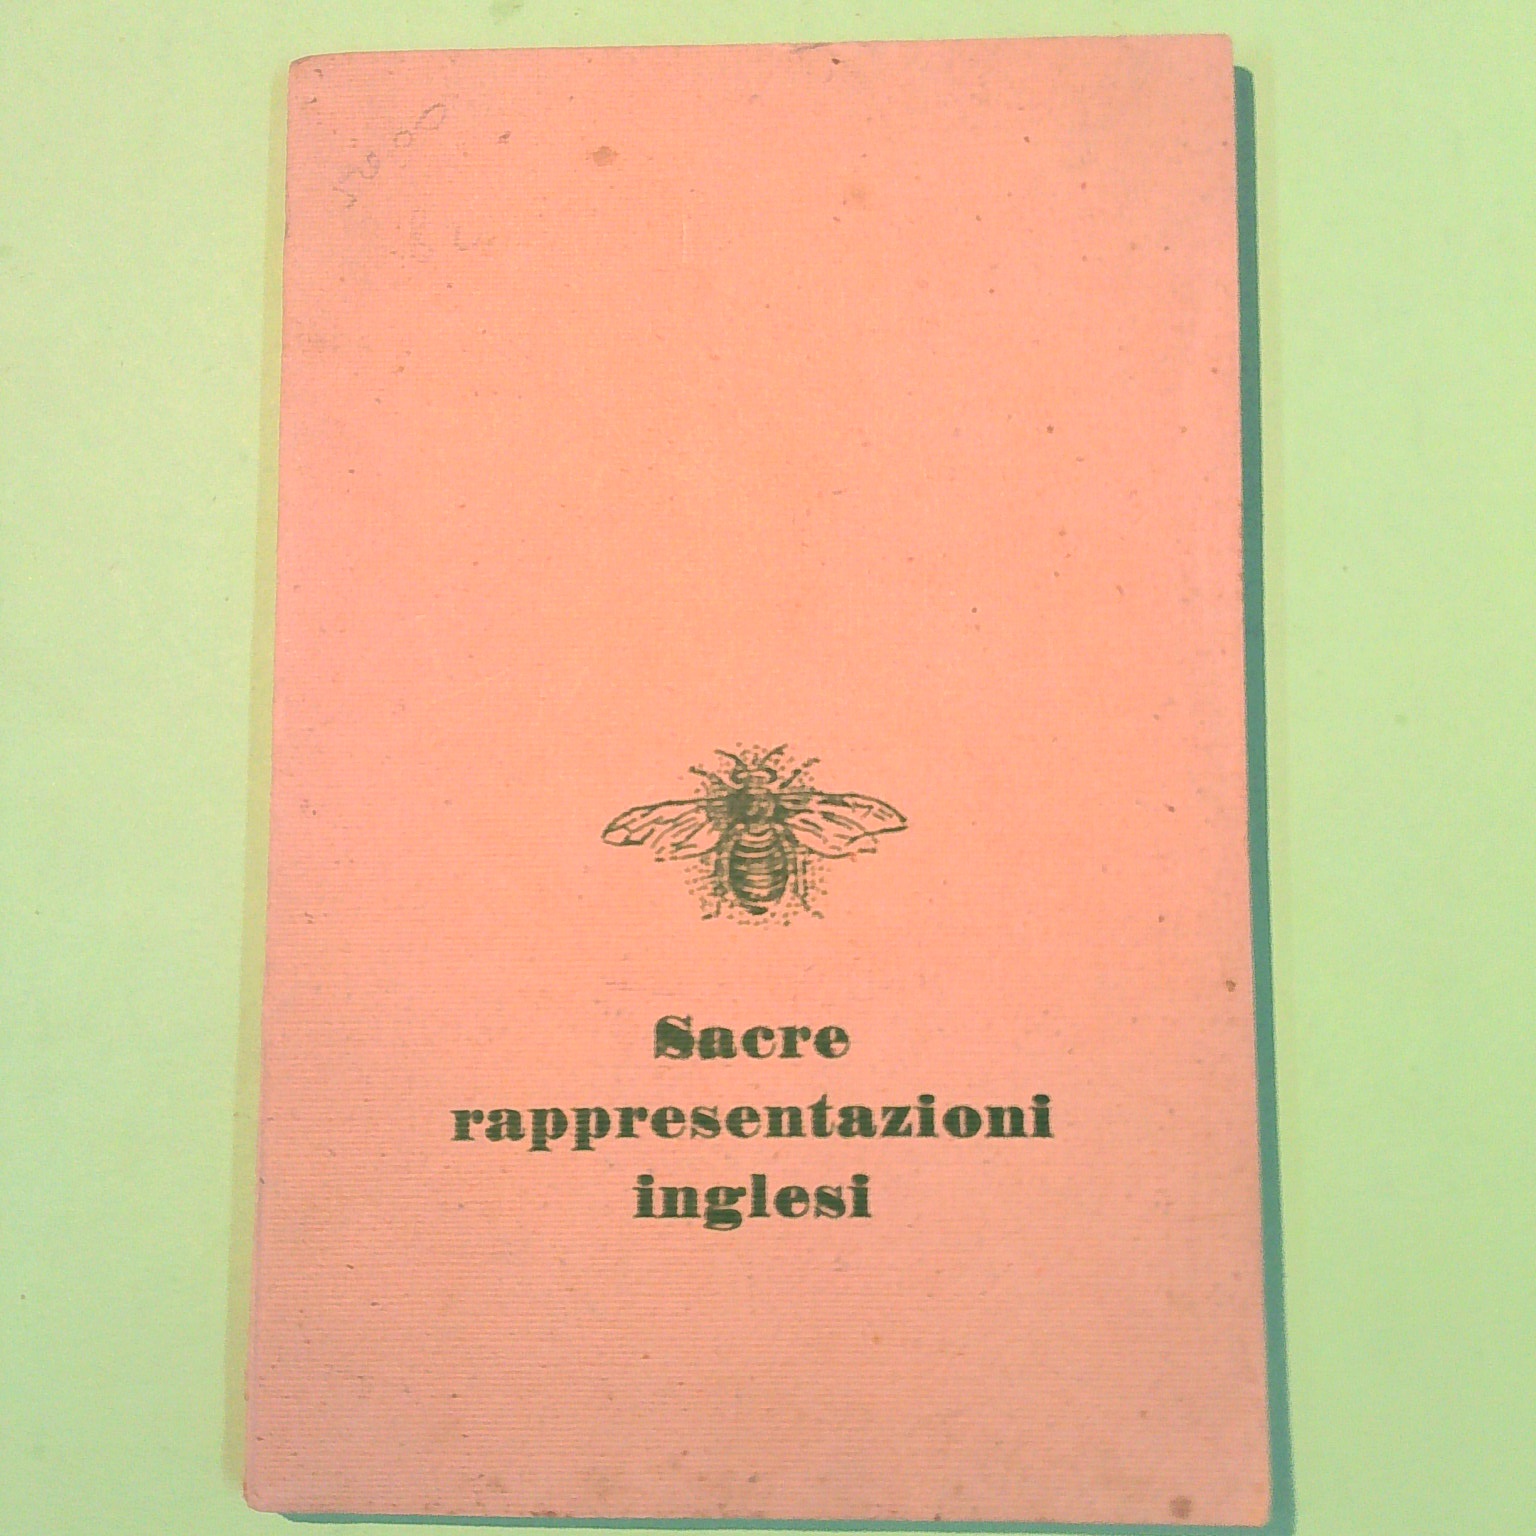 Sacre
rappresentazioni
inglesi